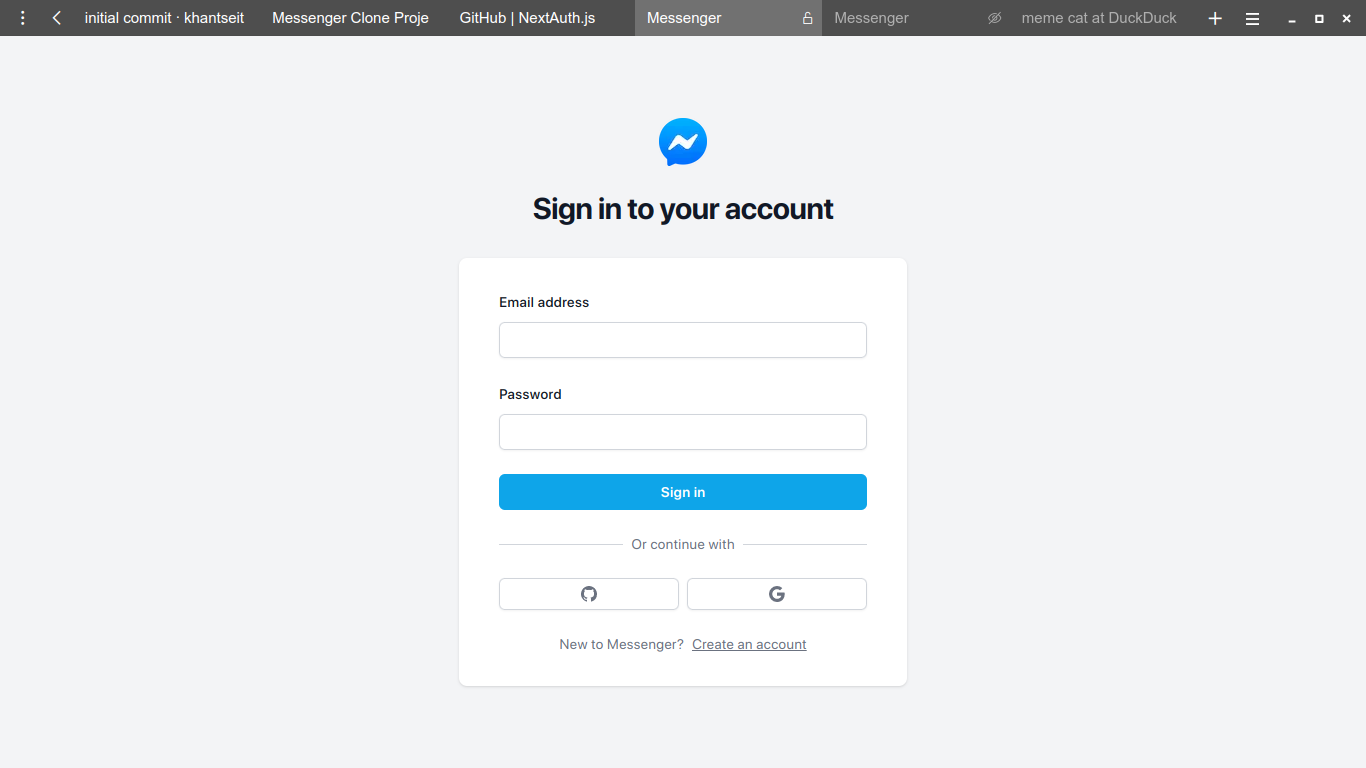 initial commit · khantseit
Messenger Clone Proje
GitHub | NextAuth.js
Messenger
Messenger
meme cat at DuckDuck
Sign in to your account
Email address
Password
Sign in
Or continue with
New to Messenger? Create an account